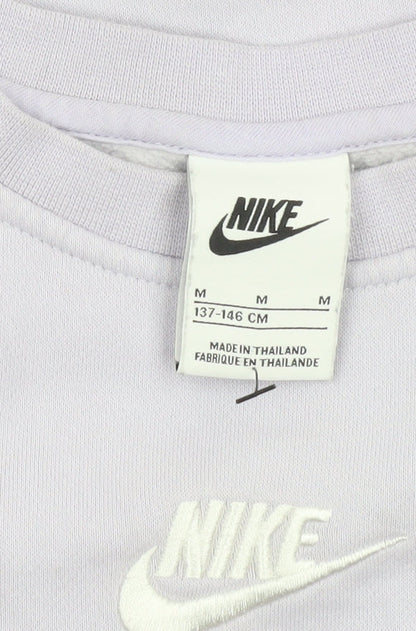 NIKE
M M M
137-146 CM
MADE IN THAILAND
FABRIQUE EN THAILANDE
NIKE